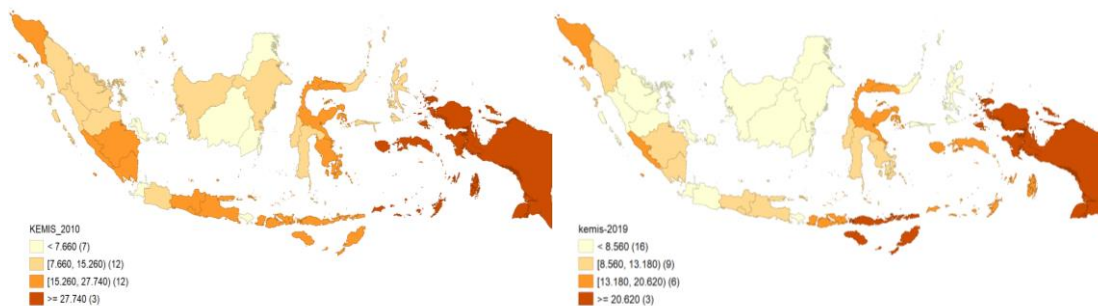 KEMIS_2010
< 7.660 (7)
[7.660, 15.260) (12)
[15.260, 27.740) (12)
>= 27.740 (3)
kemis-2019
< 8.560 (16)
[8.560, 13.180) (9)
[13.180, 20.620) (6)
>= 20.620 (3)